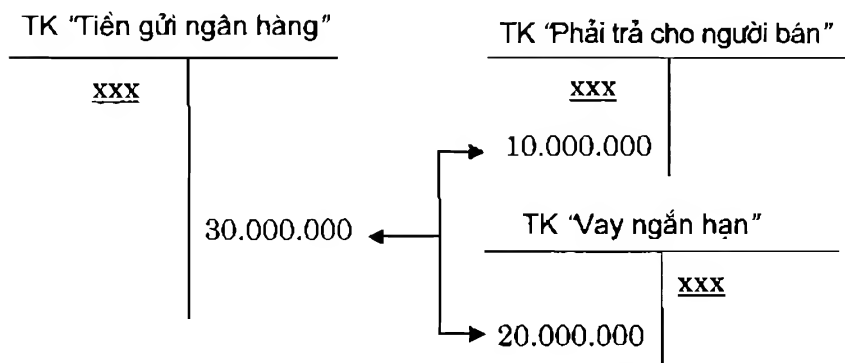 TK "Tiền gửi ngân hàng"
TK "Phải trả cho người bán"
xxx
xxx
10.000.000
30.000.000
TK "Vay ngắn hạn"
xxx
20.000.000